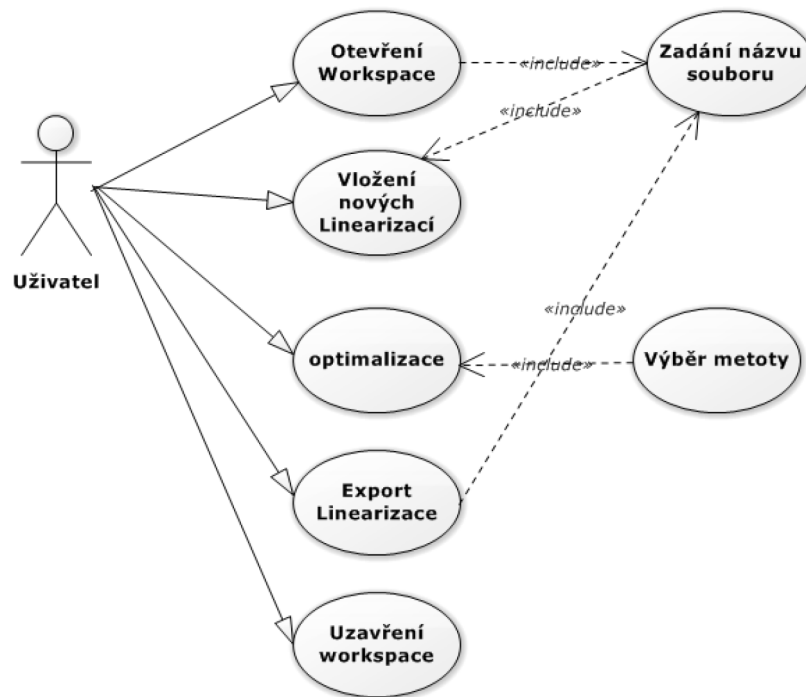 Otevření
Workspace
«include»
Zadání názvu
souboru
«include»
Vložení
nových
Linearizací
Uživatel
«include»
optimalizace
«include»
Výběr metoty
Export
Linearizace
Uzavření
workspace